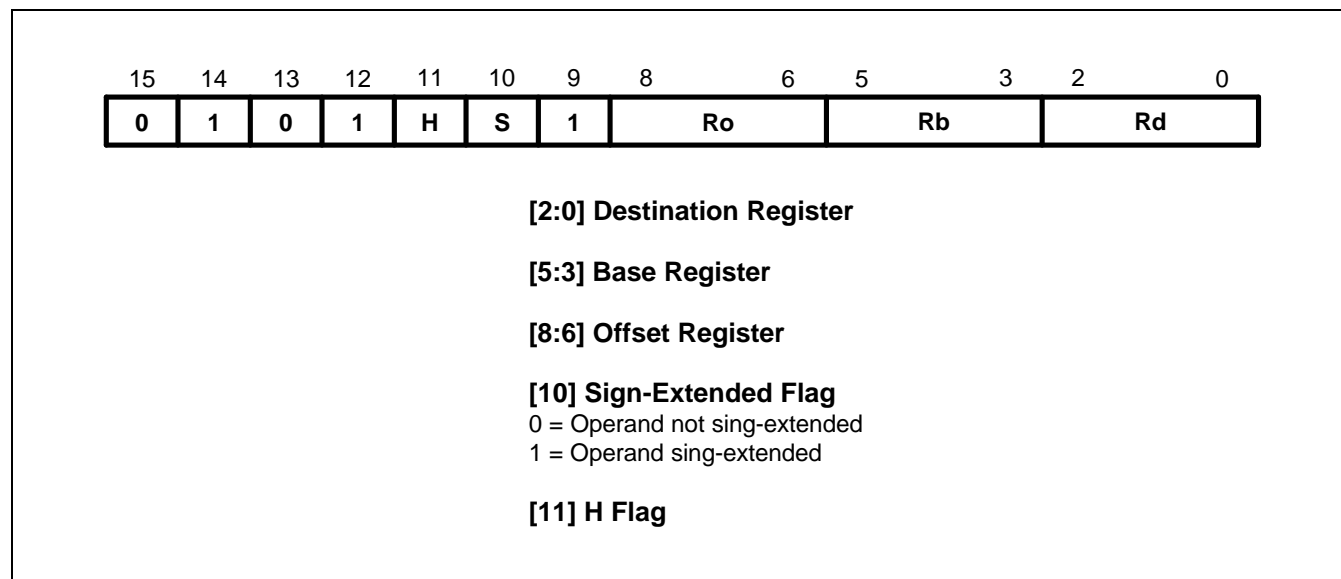 15 14 13 12 11 10 9 8 6 5 3 2 0
0 1 0 1 H S 1 Ro Rb Rd
[2:0] Destination Register
[5:3] Base Register
[8:6] Offset Register
[10] Sign-Extended Flag
0 = Operand not sing-extended
1 = Operand sing-extended
[11] H Flag